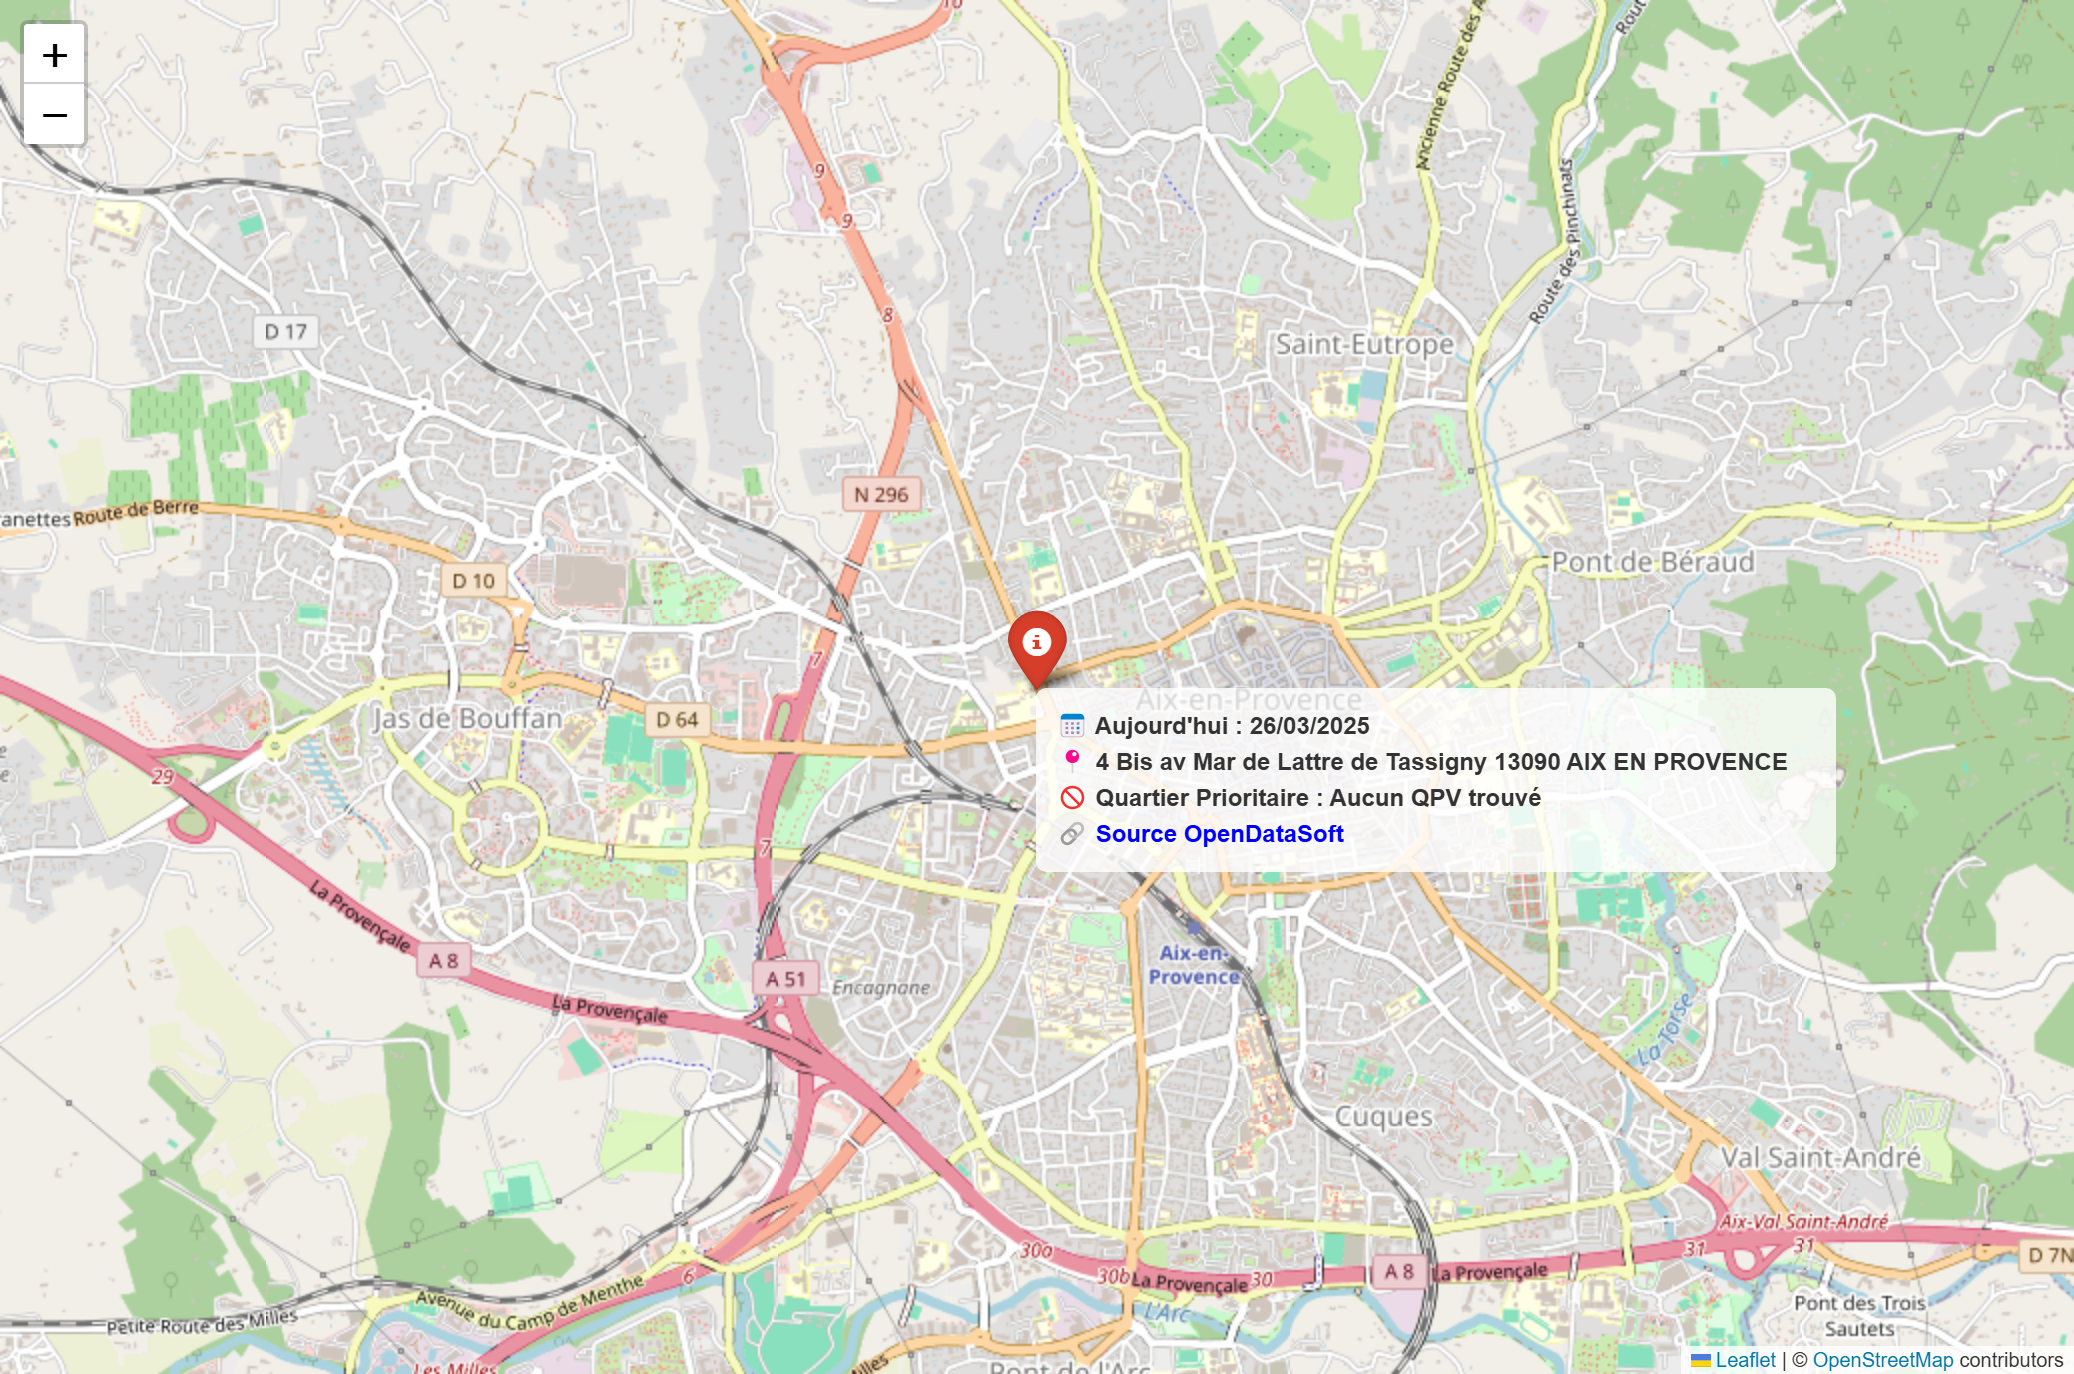 +
−
10
Ancienne Route des A
Rout
9
9
Route des Pinchinats
8
D 17
Saint-Eutrope
N 296
anettes
Route de Berre
Pont de Béraud
D 10
7
Aix-en-Provence
Jas de Bouffan
D 64
Aujourd'hui : 26/03/2025
4 Bis av Mar de Lattre de Tassigny 13090 AIX EN PROVENCE
Quartier Prioritaire : Aucun QPV trouvé
Source OpenDataSoft
29
7
La Provençale
A 8
A 51
Encagnane
Aix-en-
Provence
La Provençale
La Torse
Cuques
Val Saint-André
Aix-Val Saint-André
31
31
30a
30b
La Provençale
30
A 8
La Provençale
D 7N
6
Avenue du Camp de Menthe
Petite Route des Milles
L'Arc
Pont des Trois
Sautets
Les Milles
Milles
Pont de l'Arc
Leaflet | © OpenStreetMap contributors